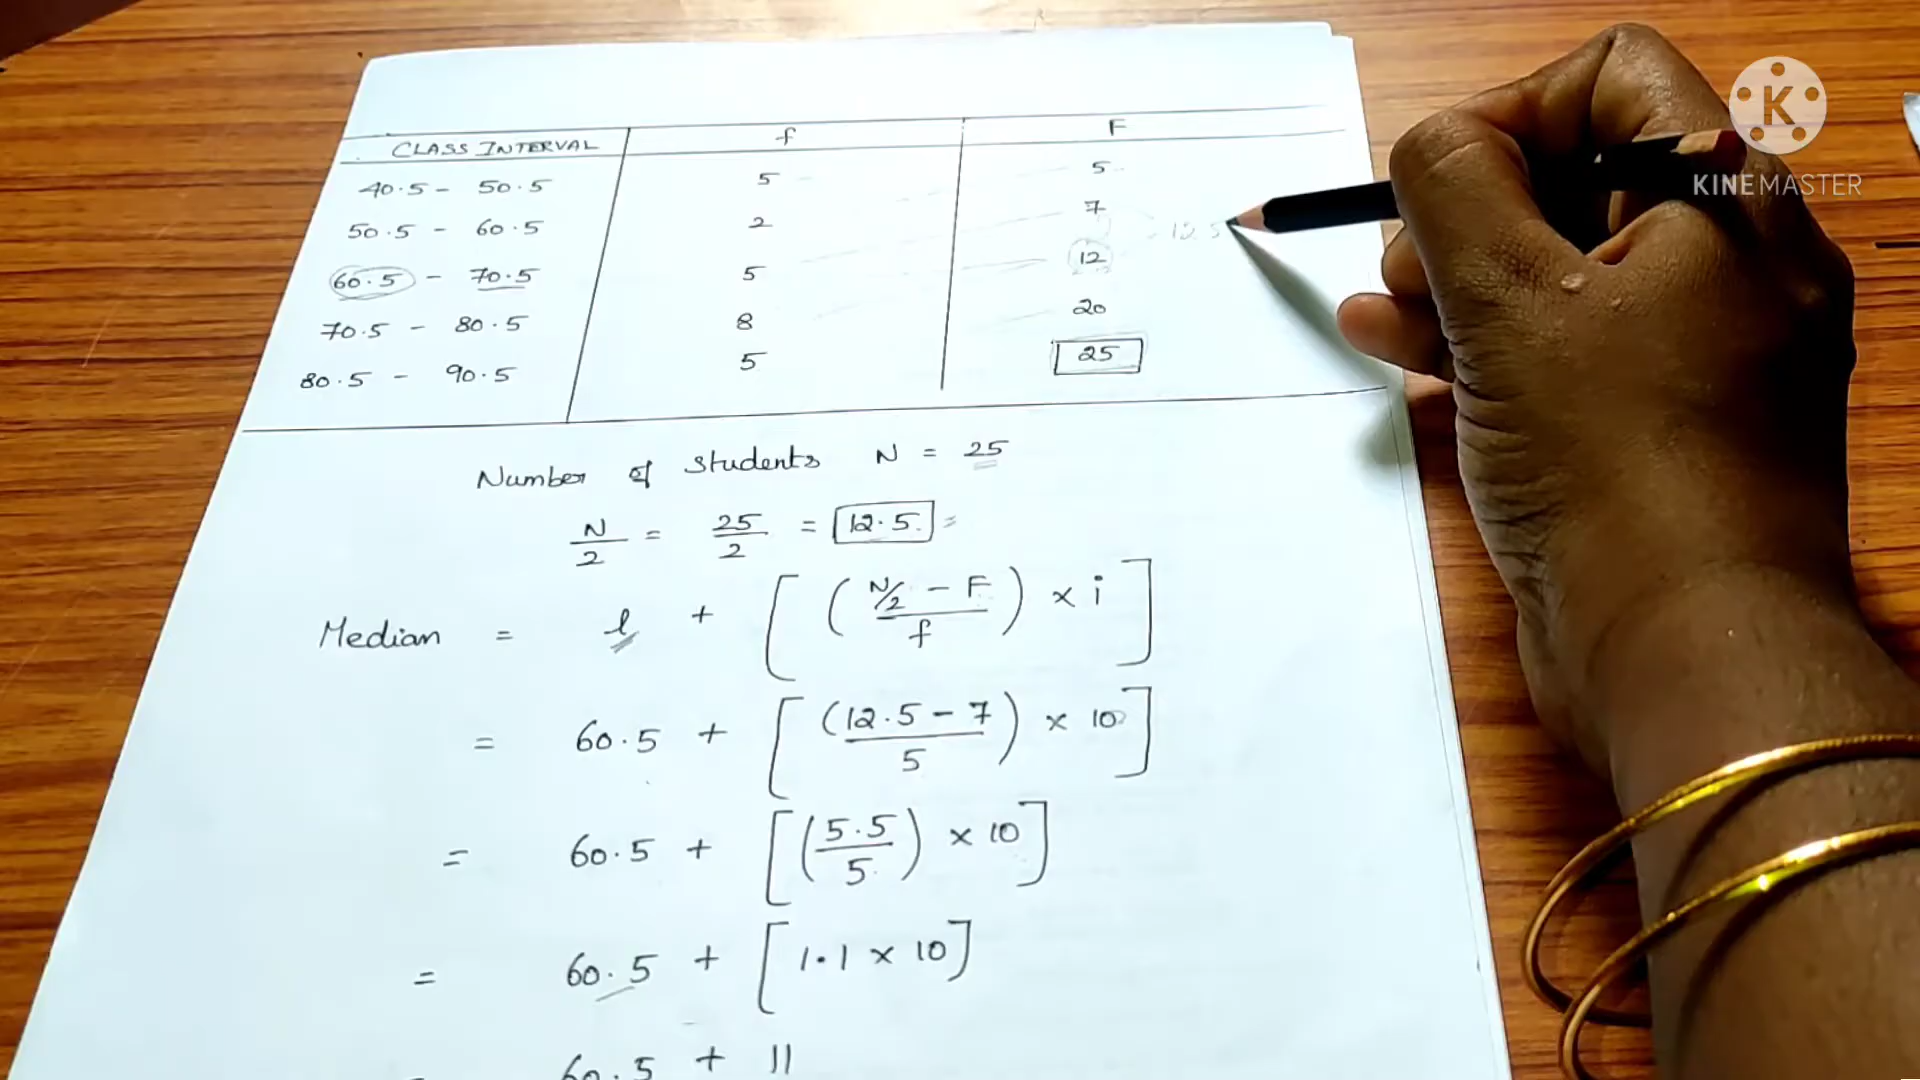 KINEMASTER
CLASS INTERVAL f F
40.5 - 50.5 5 5
50.5 - 60.5 2 7
12.5
60.5 - 70.5 5 12
70.5 - 80.5 8 20
80.5 - 90.5 5 25
Number of students N = 25
N/2 = 25/2 = 12.5 =
Median = l + [ ( N/2 - F / f ) × i ]
= 60.5 + [ (12.5 - 7 / 5 ) × 10 ]
= 60.5 + [ ( 5.5 / 5 ) × 10 ]
= 60.5 + [ 1.1 × 10 ]
= 60.5 + 11